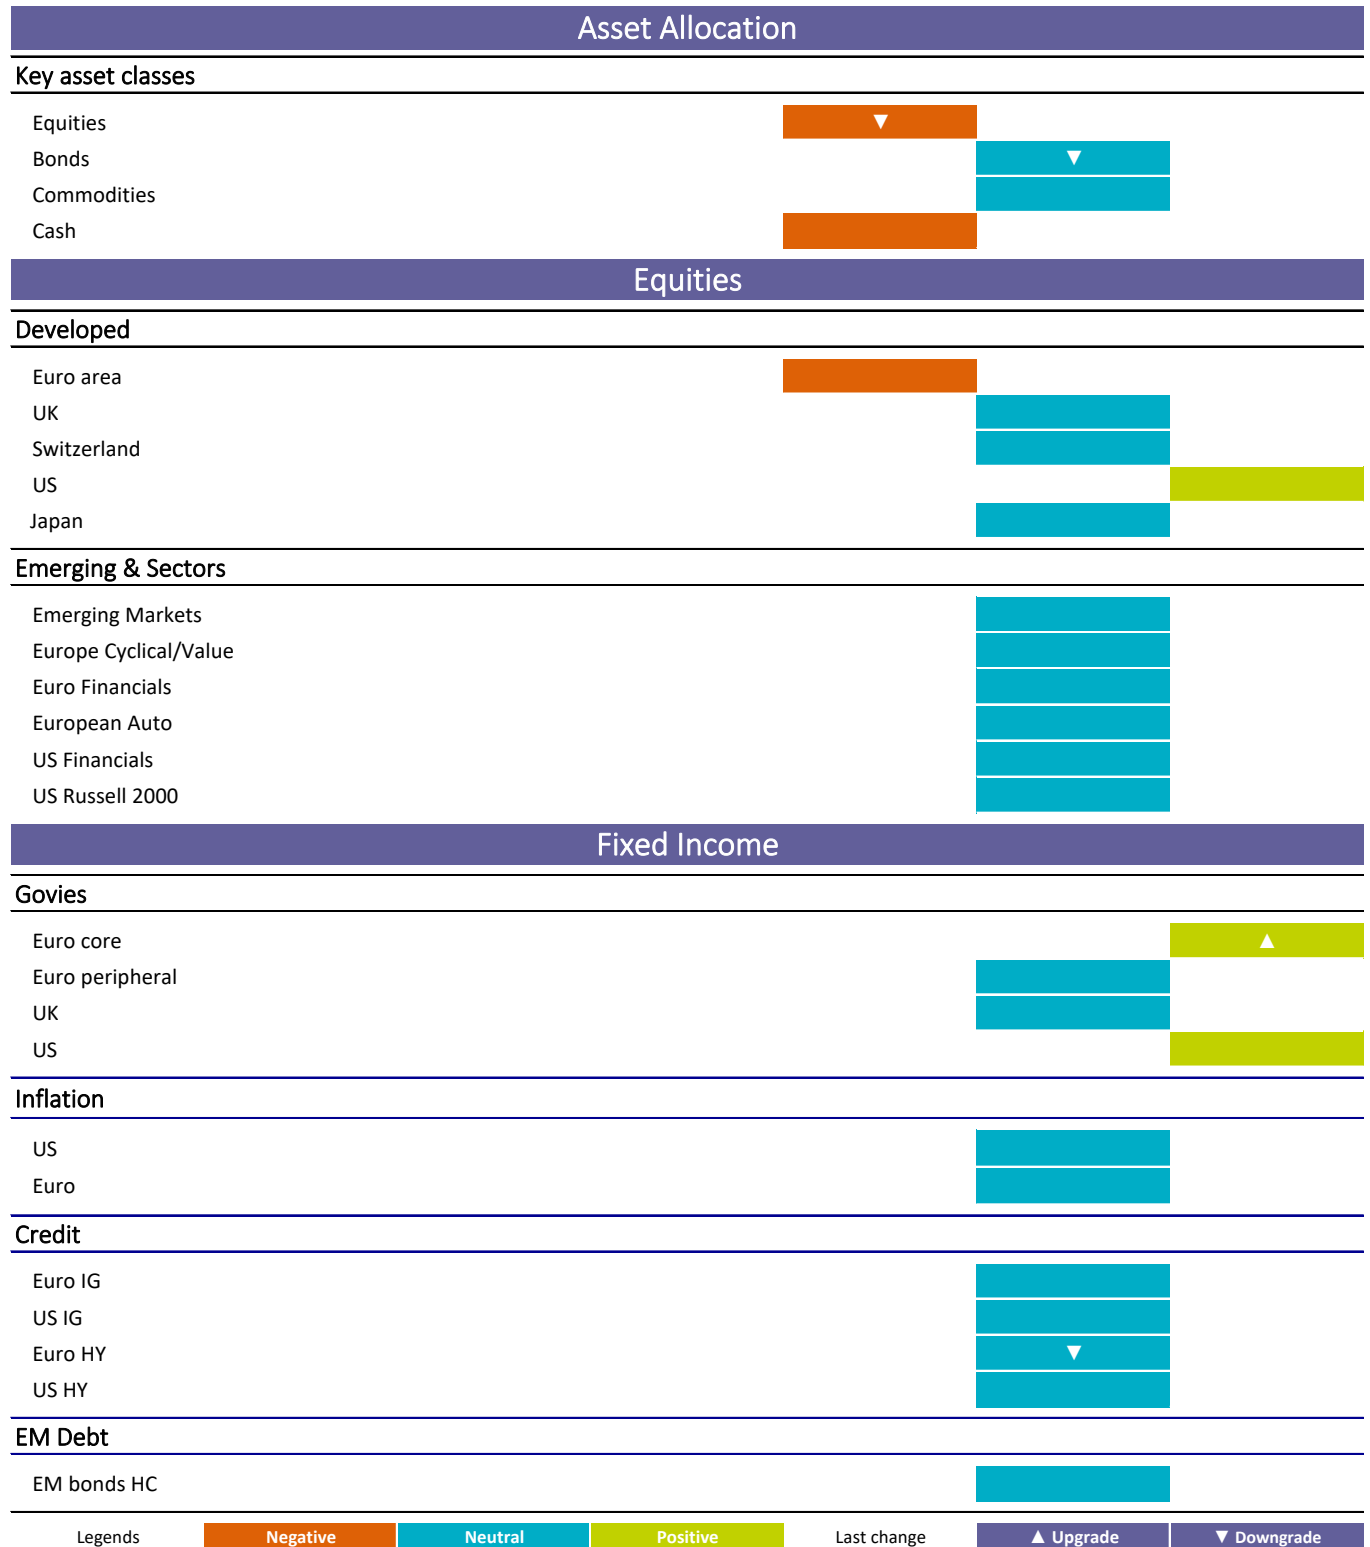 Asset Allocation
Key asset classes
Equities ▼
Bonds ▼
Commodities
Cash
Equities
Developed
Euro area
UK
Switzerland
US
Japan
Emerging & Sectors
Emerging Markets
Europe Cyclical/Value
Euro Financials
European Auto
US Financials
US Russell 2000
Fixed Income
Govies
Euro core ▲
Euro peripheral
UK
US
Inflation
US
Euro
Credit
Euro IG
US IG
Euro HY ▼
US HY
EM Debt
EM bonds HC
Legends Negative Neutral Positive Last change ▲ Upgrade ▼ Downgrade